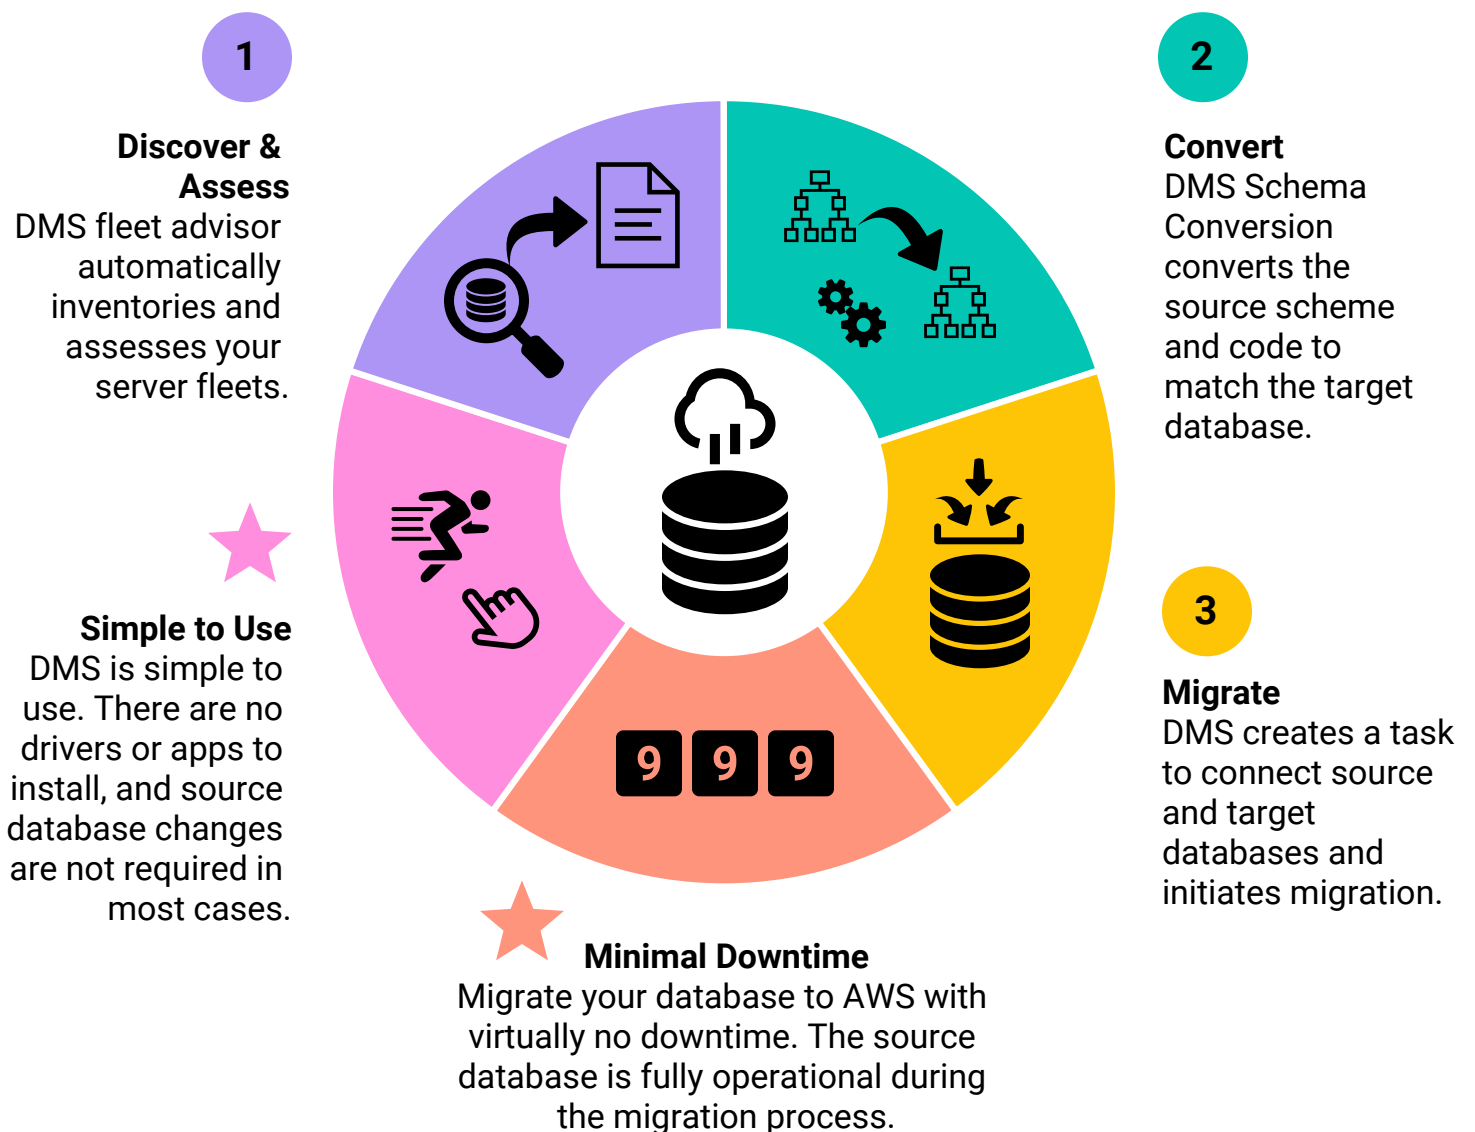 1
Discover &
Assess
DMS fleet advisor
automatically
inventories and
assesses your
server fleets.
2
Convert
DMS Schema
Conversion
converts the
source scheme
and code to
match the target
database.
3
Migrate
DMS creates a task
to connect source
and target
databases and
initiates migration.
9 9 9
Minimal Downtime
Migrate your database to AWS with
virtually no downtime. The source
database is fully operational during
the migration process.
Simple to Use
DMS is simple to
use. There are no
drivers or apps to
install, and source
database changes
are not required in
most cases.